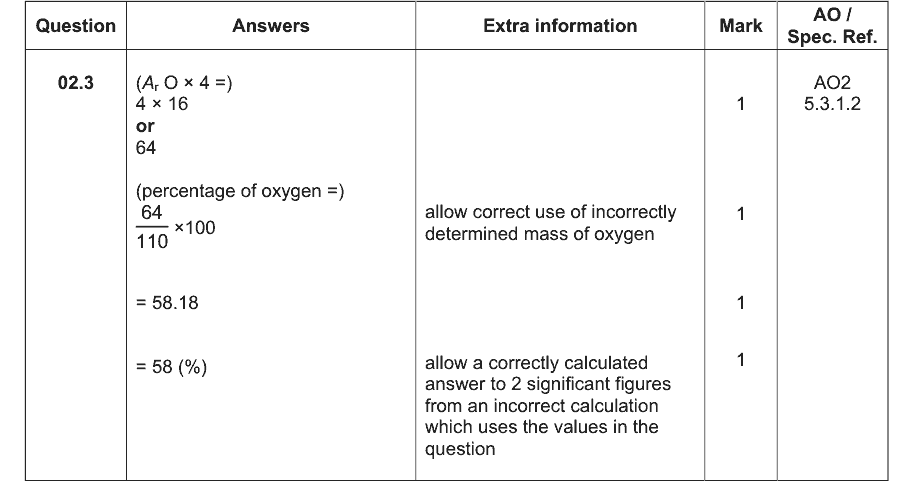 Question Answers Extra information Mark AO / Spec. Ref.
02.3 (Aᵣ O × 4 =) AO2
4 × 16 1 5.3.1.2
or
64
(percentage of oxygen =)
64
110
×100
allow correct use of incorrectly
determined mass of oxygen
1
= 58.18 1
= 58 (%) allow a correctly calculated 1
answer to 2 significant figures
from an incorrect calculation
which uses the values in the
question